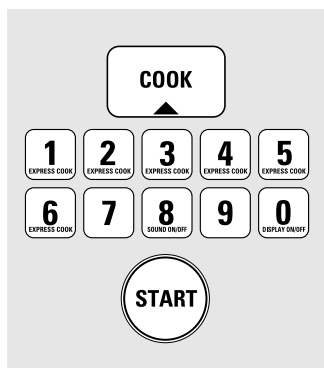 COOK
1 2 3 4 5
EXPRESS COOK EXPRESS COOK EXPRESS COOK EXPRESS COOK EXPRESS COOK
6 7 8 9 0
EXPRESS COOK SOUND ON/OFF DISPLAY ON/OFF
START